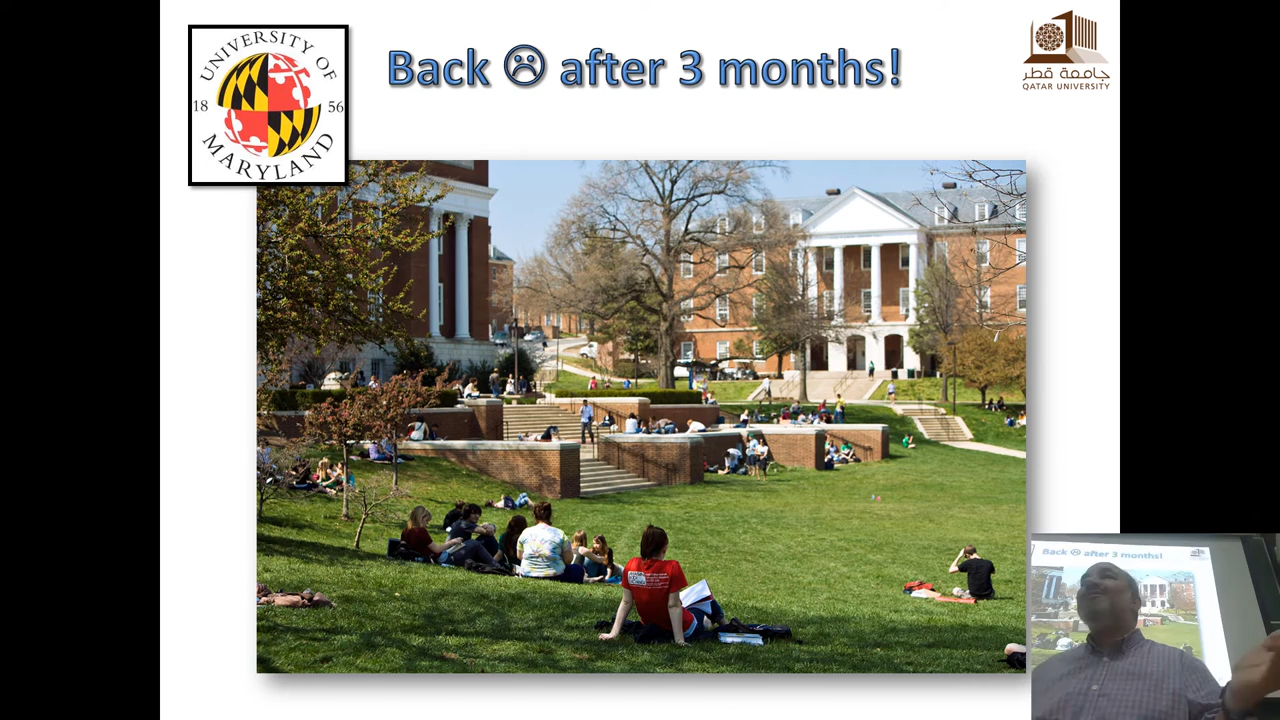 UNIVERSITY OF
18 56
MARYLAND
Back ☹ after 3 months!
جامعة قطر
QATAR UNIVERSITY
Back ☹ after 3 months!